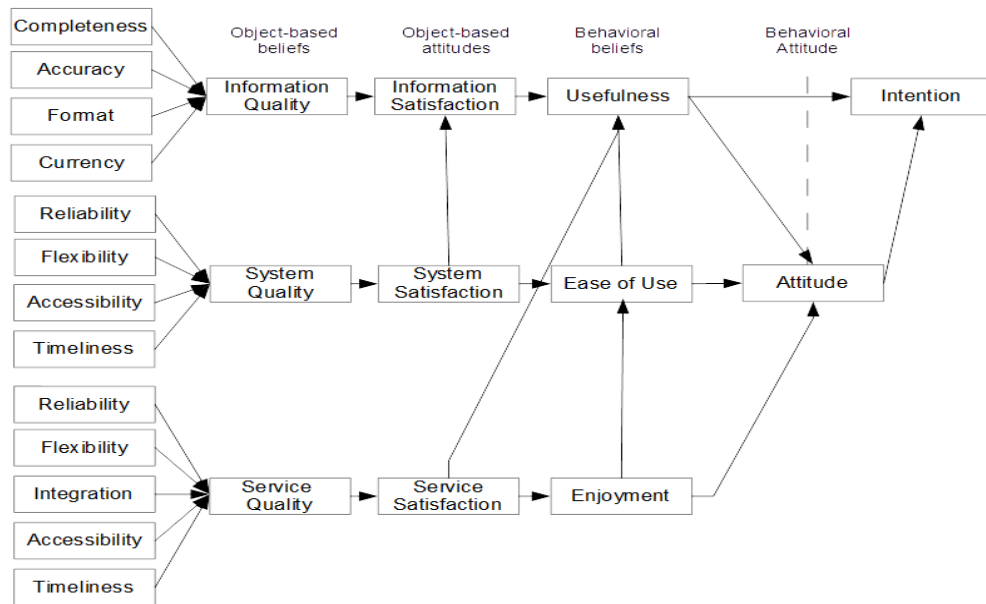 Completeness
Accuracy
Format
Currency
Reliability
Flexibility
Accessibility
Timeliness
Reliability
Flexibility
Integration
Accessibility
Timeliness
Object-based
beliefs
Information
Quality
System
Quality
Service
Quality
Object-based
attitudes
Information
Satisfaction
System
Satisfaction
Service
Satisfaction
Behavioral
beliefs
Usefulness
Ease of Use
Enjoyment
Behavioral
Attitude
Attitude
Intention